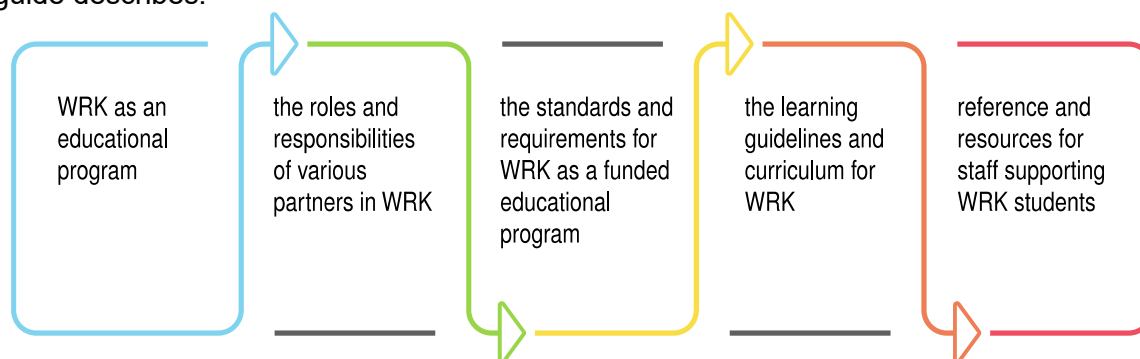 guide describes:
WRK as an
educational
program
the roles and
responsibilities
of various
partners in WRK
the standards and
requirements for
WRK as a funded
educational
program
the learning
guidelines and
curriculum for
WRK
reference and
resources for
staff supporting
WRK students